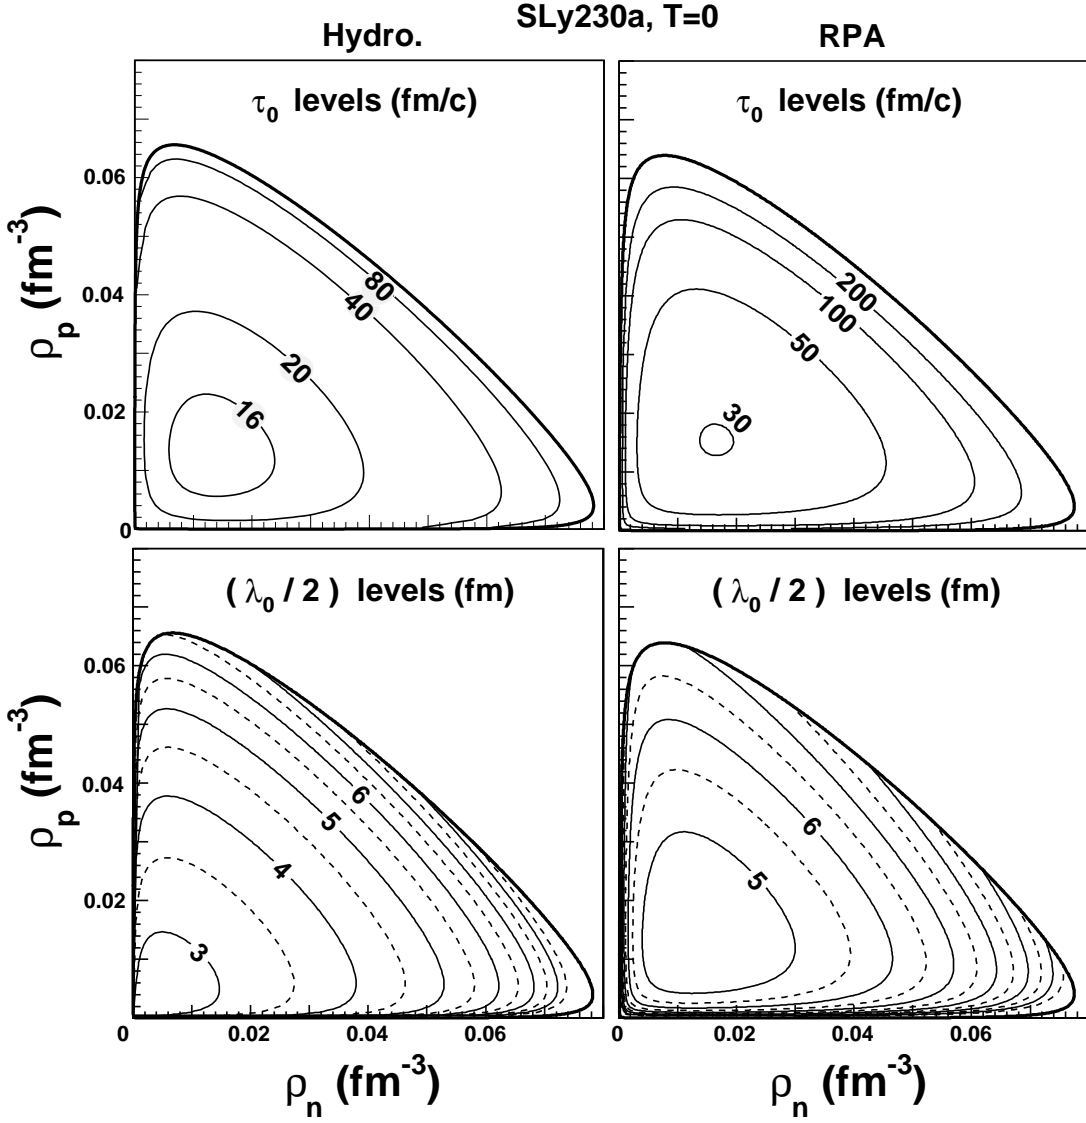 SLy230a, T=0
Hydro.
RPA
τ0 levels (fm/c)
τ0 levels (fm/c)
ρp (fm-3)
0.06
0.04
0.02
0
80
40
20
16
200
100
50
30
( λ0 / 2 ) levels (fm)
( λ0 / 2 ) levels (fm)
ρp (fm-3)
0.06
0.04
0.02
6
5
4
3
6
5
0
0.02
0.04
0.06
0
0.02
0.04
0.06
ρn (fm-3)
ρn (fm-3)